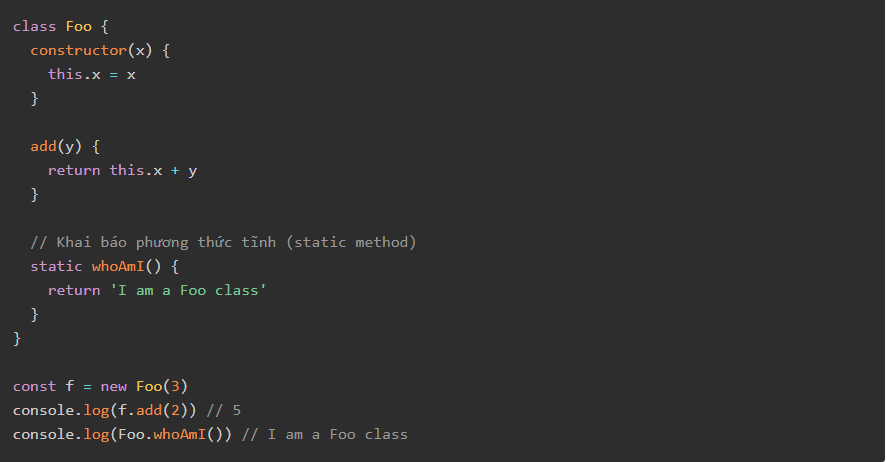 class Foo {
  constructor(x) {
    this.x = x
  }

  add(y) {
    return this.x + y
  }

  // Khai báo phương thức tĩnh (static method)
  static whoAmI() {
    return 'I am a Foo class'
  }
}

const f = new Foo(3)
console.log(f.add(2)) // 5
console.log(Foo.whoAmI()) // I am a Foo class